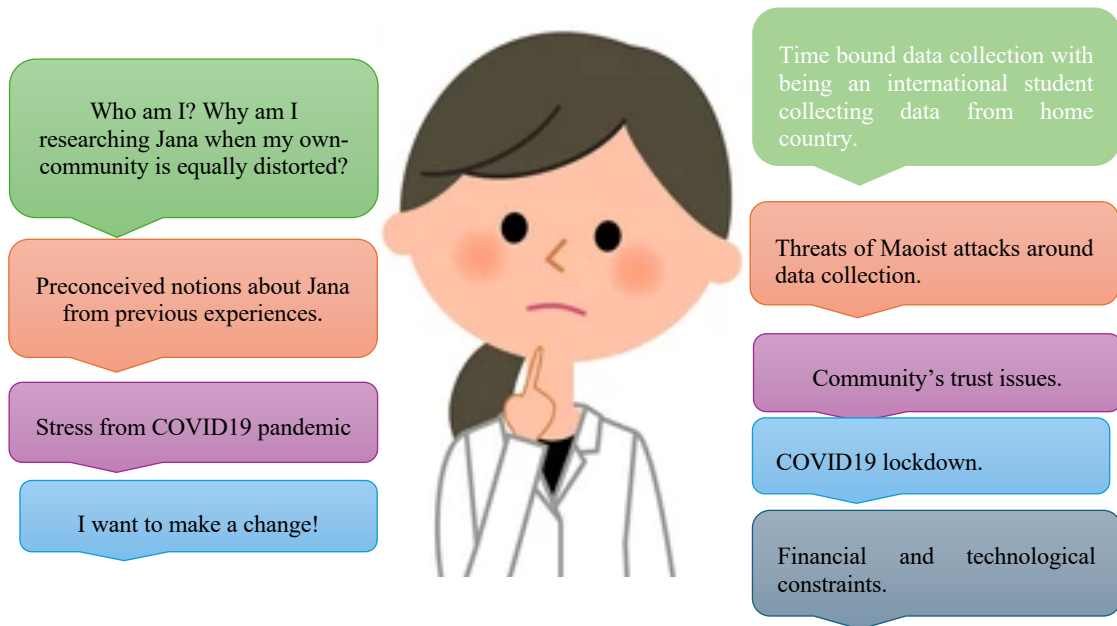 Who am I? Why am I
researching Jana when my own-
community is equally distorted?
Preconceived notions about Jana
from previous experiences.
Stress from COVID19 pandemic
I want to make a change!
Time bound data collection with
being an international student
collecting data from home
country.
Threats of Maoist attacks around
data collection.
Community’s trust issues.
COVID19 lockdown.
Financial and technological
constraints.